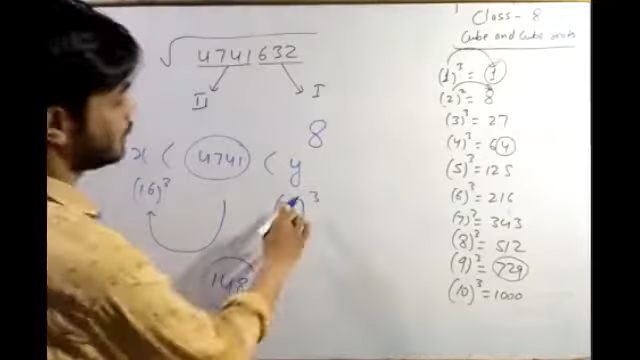 Class - 8
Cube and Cube roots
√4741632
II I
8
x < 4741 < y
(16)³ ( )³
148
(1)³ = 1
(2)³ = 8
(3)³ = 27
(4)³ = 64
(5)³ = 125
(6)³ = 216
(7)³ = 343
(8)³ = 512
(9)³ = 729
(10)³ = 1000